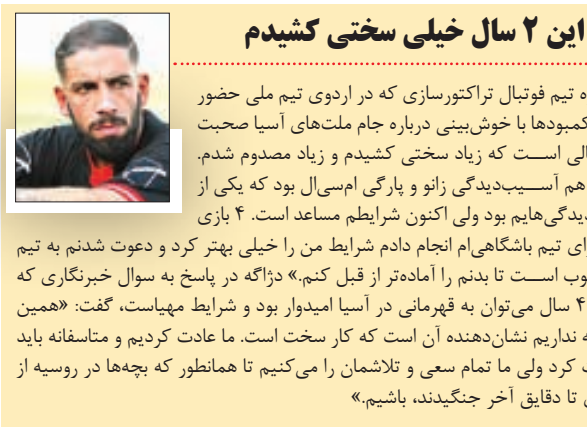 این ۲ سال خیلی سختی کشیدم
تیم فوتبال تراکتورسازی که در اردوی تیم ملی حضور
کمبودها با خوش‌بینی درباره جام ملت‌های آسیا صحبت
است که زیاد سختی کشیدم و زیاد مصدوم شدم.
هم آسیب‌دیدگی زانو و پارگی ام‌سی‌ال بود که یکی از
بود ولی اکنون شرایطم مساعد است. ۴ بازی
تیم باشگاهی‌ام انجام دادم شرایط من را خیلی بهتر کرد و دعوت شدنم به تیم
است تا بدنم را آماده‌تر از قبل کنم.» دژاگه در پاسخ به سوال خبرنگاری که
۴ سال می‌توان به قهرمانی در آسیا امیدوار بود و شرایط مهیاست، گفت: «همین
نداریم نشان‌دهنده آن است که کار سخت است. ما عادت کردیم و متاسفانه باید
کرد ولی ما تمام سعی و تلاشمان را می‌کنیم تا همانطور که بچه‌ها در روسیه از
تا دقایق آخر جنگیدند، باشیم.»